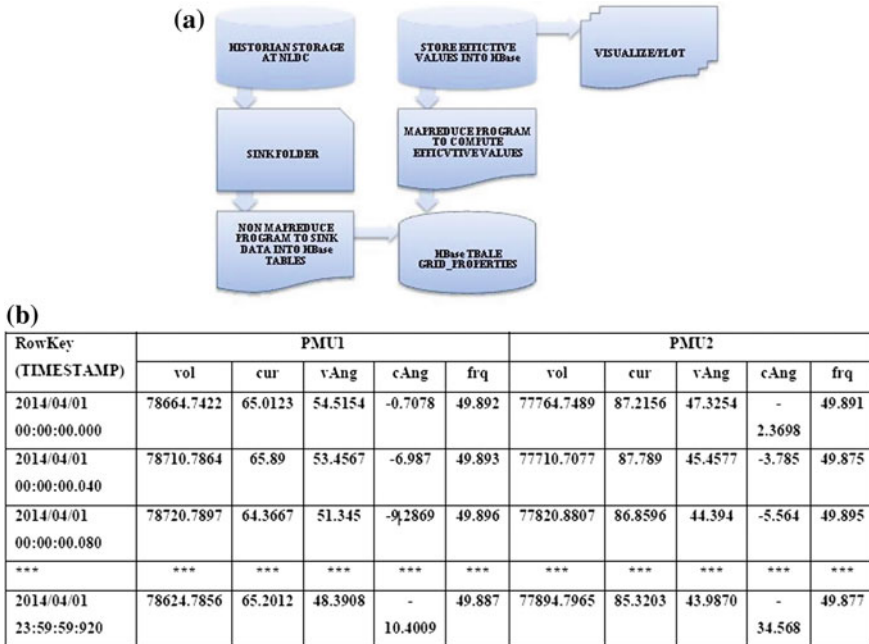 (a)
HISTORIAN STORAGE
AT NLDC
STORE EFFICTIVE
VALUES INTO HBase
VISUALIZE/PLOT
SINK FOLDER
MAPREDUCE PROGRAM
TO COMPUTE
EFFICVTIVE VALUES
NON MAPREDUCE
PROGRAM TO SINK
DATA INTO HBase
TABLES
HBase TBALE
GRID_PROPERTIES
(b)
RowKey
(TIMESTAMP)
PMU1
PMU2
vol cur vAng cAng frq vol cur vAng cAng frq
2014/04/01 78664.7422 65.0123 54.5154 -0.7078 49.892 77764.7489 87.2156 47.3254 - 49.891
00:00:00.000 2.3698
2014/04/01 78710.7864 65.89 53.4567 -6.987 49.893 77710.7077 87.789 45.4577 -3.785 49.875
00:00:00.040
2014/04/01 78720.7897 64.3667 51.345 -9.2869 49.896 77820.8807 86.8596 44.394 -5.564 49.895
00:00:00.080
*** *** *** *** *** *** *** *** *** *** ***
2014/04/01 78624.7856 65.2012 48.3908 - 49.887 77894.7965 85.3203 43.9870 - 49.877
23:59:59:920 10.4009 34.568